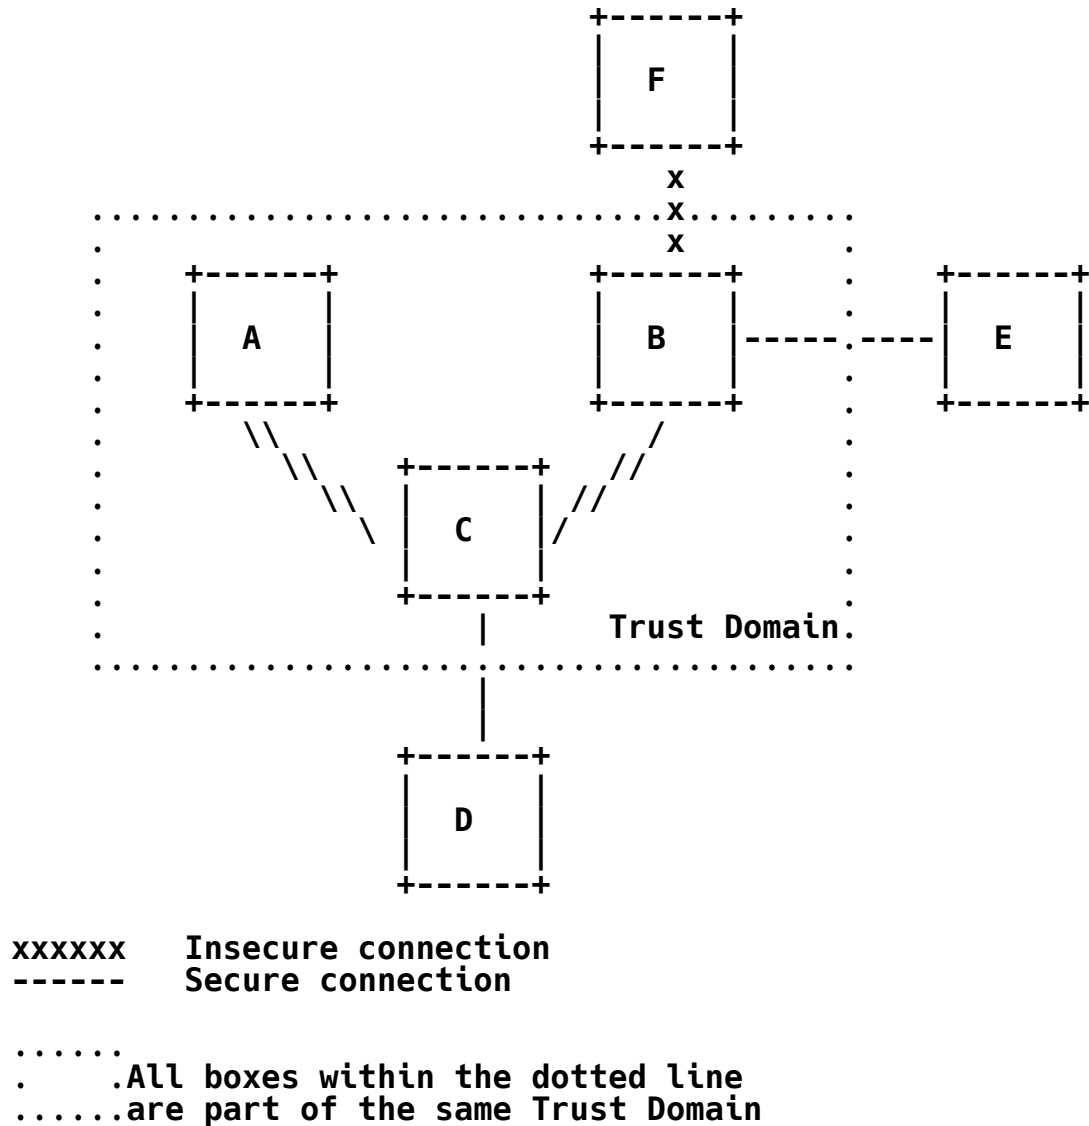 F
A B E
C
Trust Domain
D
xxxxxx Insecure connection
------ Secure connection
All boxes within the dotted line
are part of the same Trust Domain